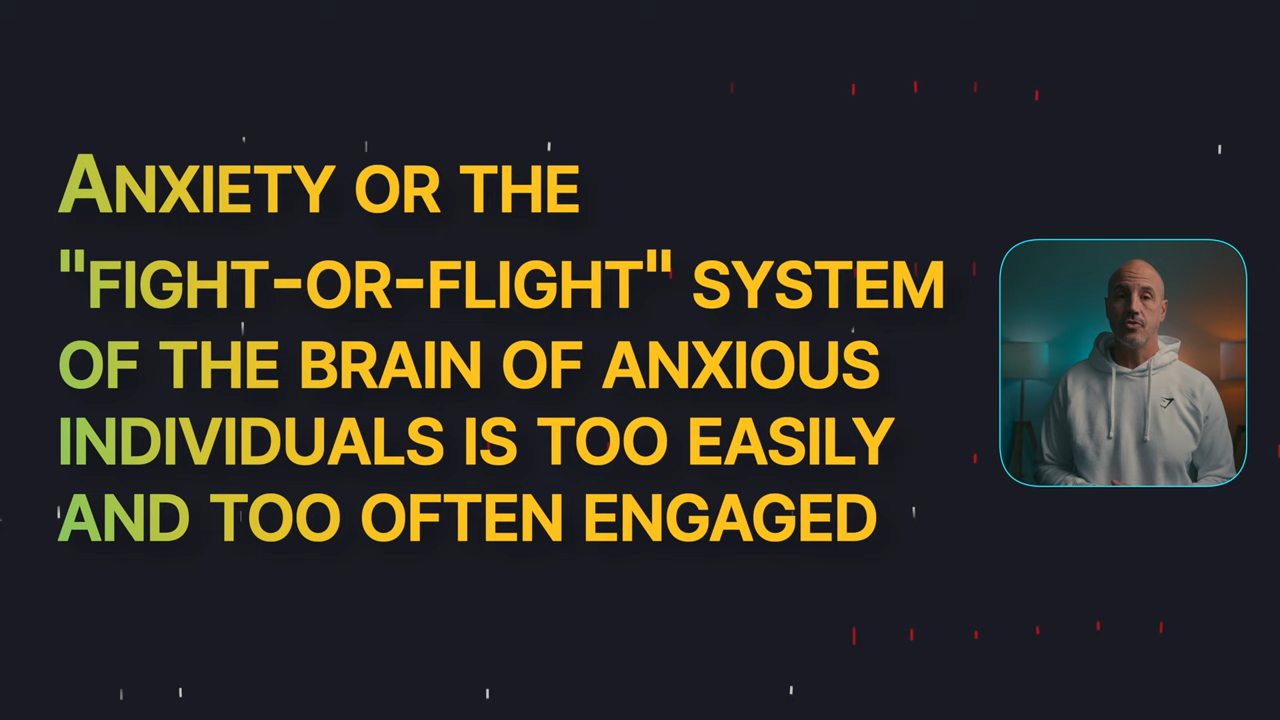 Anxiety or the
"fight-or-flight" system
of the brain of anxious
individuals is too easily
and too often engaged